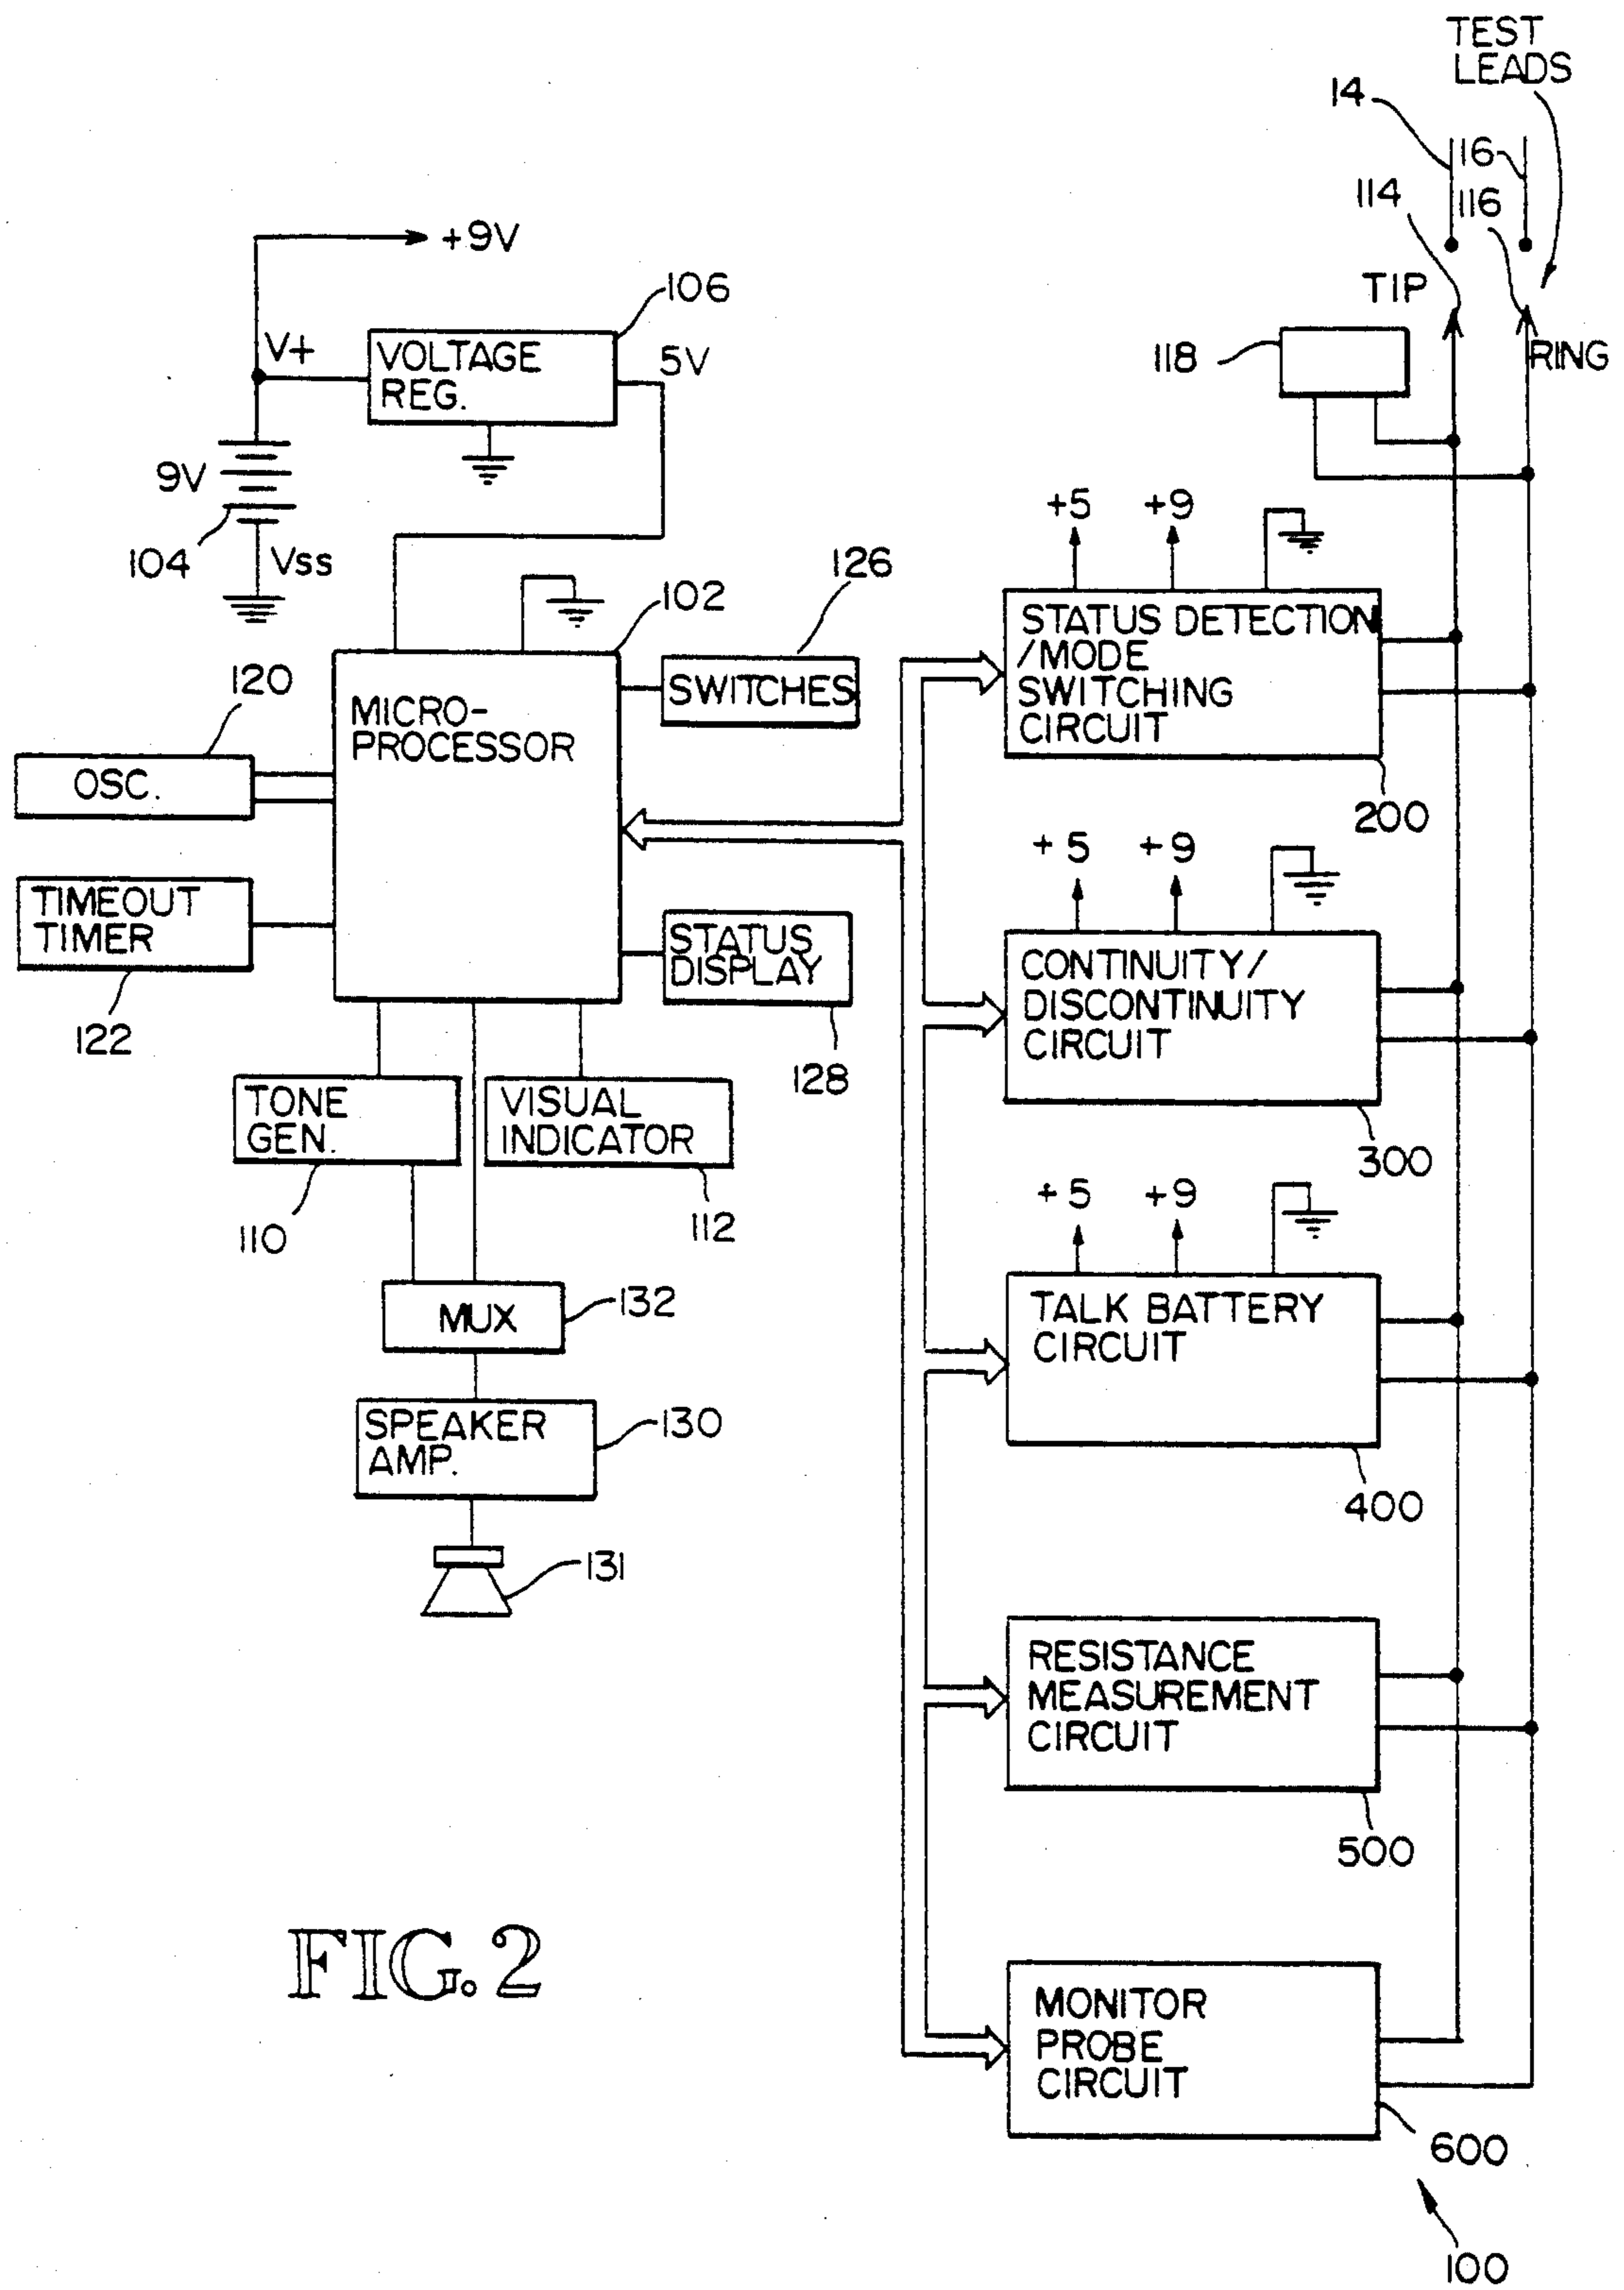 TEST
LEADS
14
16
114
116
TIP
RING
118
+9V
106
V+
VOLTAGE
REG.
5V
9V
104
Vss
126
102
SWITCHES
120
OSC.
MICRO-
PROCESSOR
TIMEOUT
TIMER
122
STATUS
DISPLAY
128
TONE
GEN.
110
VISUAL
INDICATOR
112
MUX
132
SPEAKER
AMP.
130
131
+5
+9
STATUS DETECTION
/MODE
SWITCHING
CIRCUIT
200
+5
+9
CONTINUITY/
DISCONTINUITY
CIRCUIT
300
+5
+9
TALK BATTERY
CIRCUIT
400
RESISTANCE
MEASUREMENT
CIRCUIT
500
MONITOR
PROBE
CIRCUIT
600
100
FIG. 2